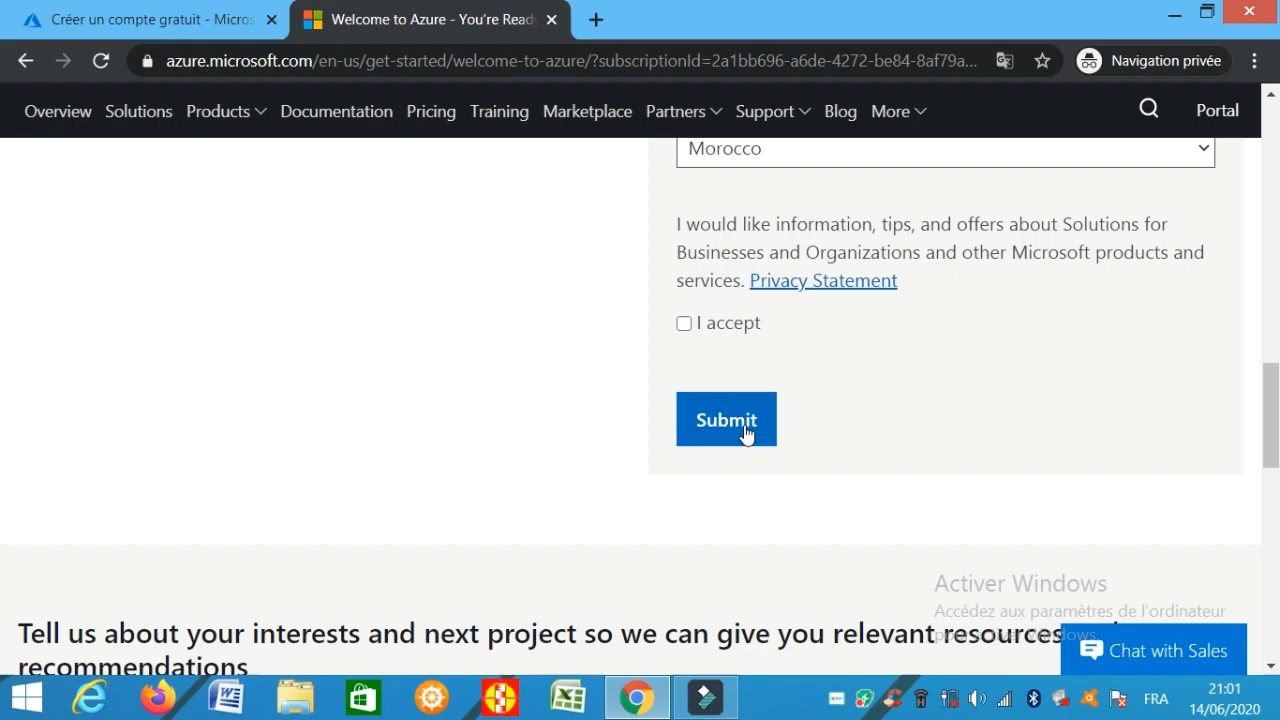 Créer un compte gratuit - Micros
Welcome to Azure - You're Ready
azure.microsoft.com/en-us/get-started/welcome-to-azure/?subscriptionId=2a1bb696-a6de-4272-be84-8af79a...
Navigation privée
Overview Solutions Products Documentation Pricing Training Marketplace Partners Support Blog More Portal
Morocco
I would like information, tips, and offers about Solutions for
Businesses and Organizations and other Microsoft products and
services. Privacy Statement
I accept
Submit
Activer Windows
Accédez aux paramètres de l'ordinateur
Tell us about your interests and next project so we can give you relevant resources
recommendations
Chat with Sales
FRA
21:01
14/06/2020